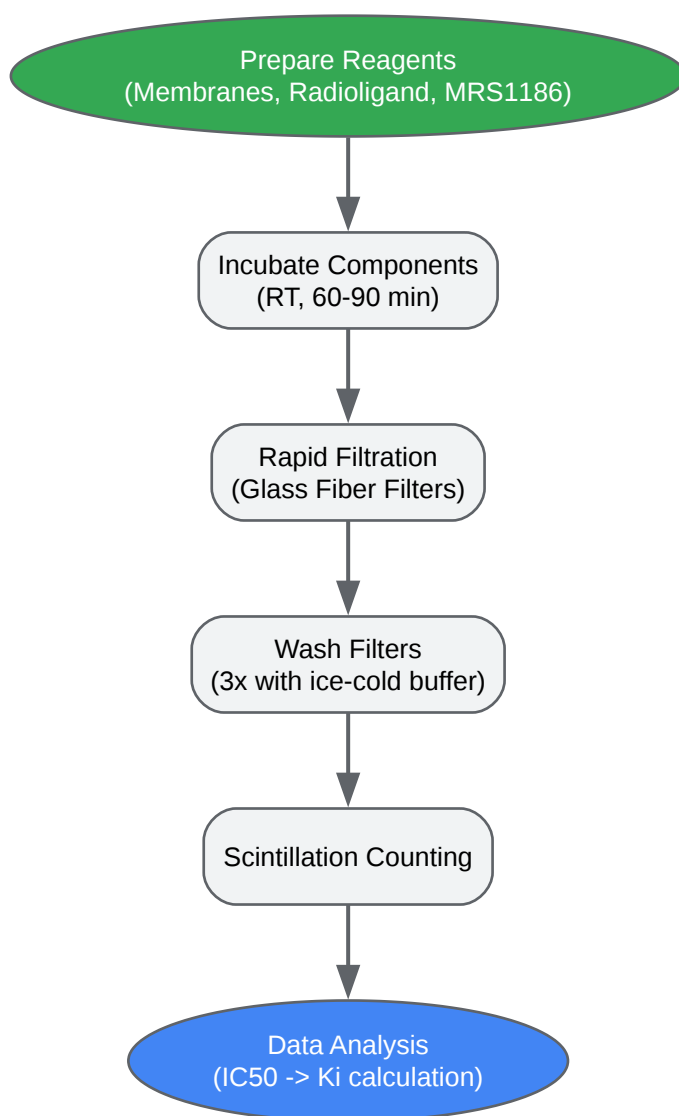 Prepare Reagents
(Membranes, Radioligand, MRS1186)
Incubate Components
(RT, 60-90 min)
Rapid Filtration
(Glass Fiber Filters)
Wash Filters
(3x with ice-cold buffer)
Scintillation Counting
Data Analysis
(IC50 -> Ki calculation)